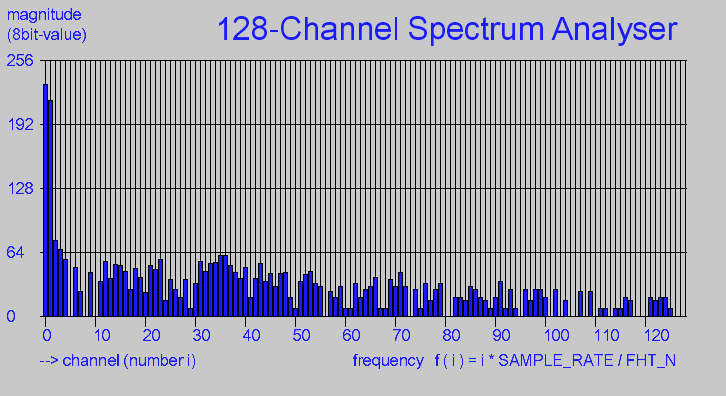 magnitude
(8bit-value)
128-Channel Spectrum Analyser
256
192
128
64
0
0 10 20 30 40 50 60 70 80 90 100 110 120
--> channel (number i) frequency f ( i ) = i * SAMPLE_RATE / FHT_N